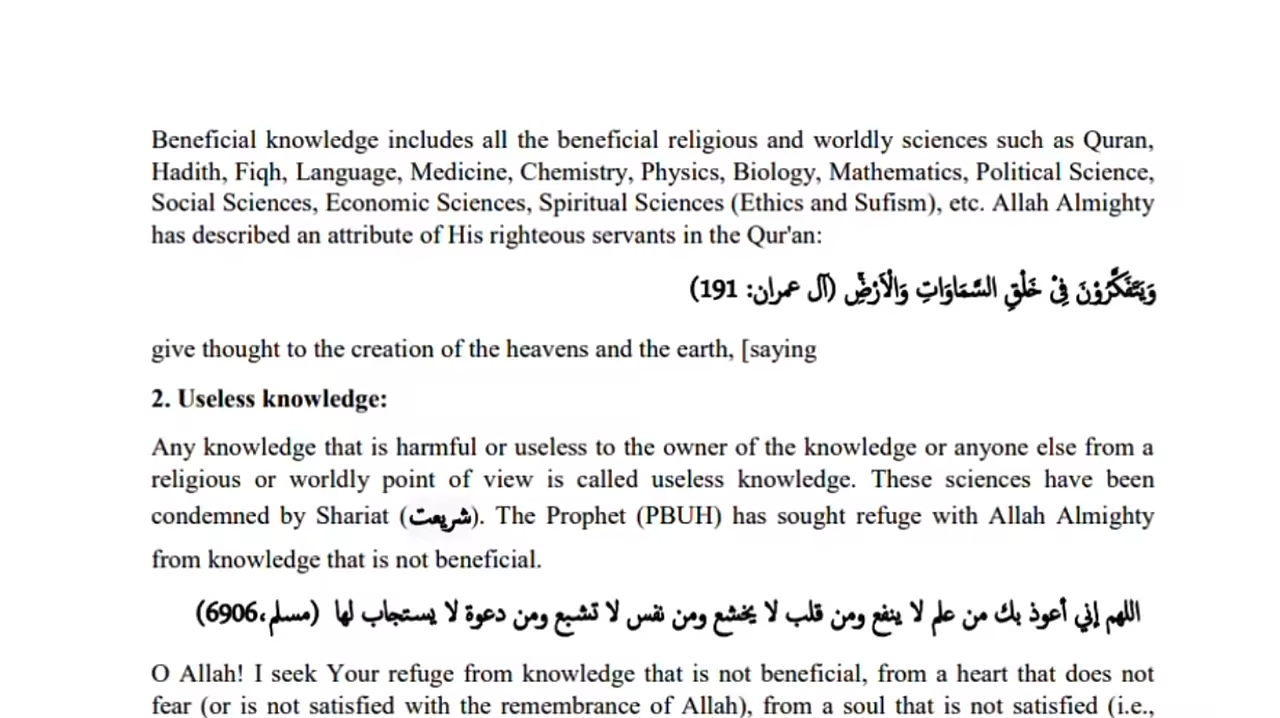 Beneficial knowledge includes all the beneficial religious and worldly sciences such as Quran,
Hadith, Fiqh, Language, Medicine, Chemistry, Physics, Biology, Mathematics, Political Science,
Social Sciences, Economic Sciences, Spiritual Sciences (Ethics and Sufism), etc. Allah Almighty
has described an attribute of His righteous servants in the Qur'an:
وَيَتَفَكَّرُوْنَ فِيْ خَلْقِ السَّمَاوَاتِ وَالْأَرْضِ (آل عمران: 191)
give thought to the creation of the heavens and the earth, [saying
2. Useless knowledge:
Any knowledge that is harmful or useless to the owner of the knowledge or anyone else from a
religious or worldly point of view is called useless knowledge. These sciences have been
condemned by Shariat (شریعت). The Prophet (PBUH) has sought refuge with Allah Almighty
from knowledge that is not beneficial.
اللهم إني أعوذ بك من علم لا ينفع ومن قلب لا يخشع ومن نفس لا تشبع ومن دعوة لا يستجاب لها (مسلم،6906)
O Allah! I seek Your refuge from knowledge that is not beneficial, from a heart that does not
fear (or is not satisfied with the remembrance of Allah), from a soul that is not satisfied (i.e.,